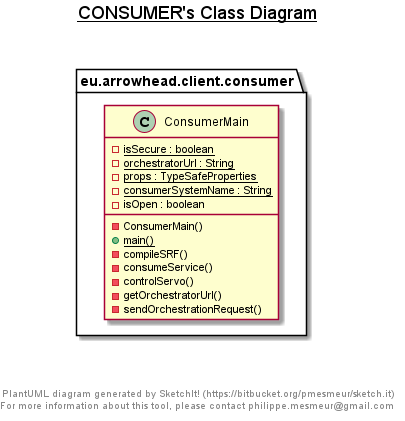 CONSUMER's Class Diagram
eu.arrowhead.client.consumer
C ConsumerMain
isSecure : boolean
orchestratorUrl : String
props : TypeSafeProperties
consumerSystemName : String
isOpen : boolean
ConsumerMain()
main()
compileSRF()
consumeService()
controlServo()
getOrchestratorUrl()
sendOrchestrationRequest()
PlantUML diagram generated by SketchIt! (https://bitbucket.org/pmesmeur/sketch.it)
For more information about this tool, please contact philippe.mesmeur@gmail.com